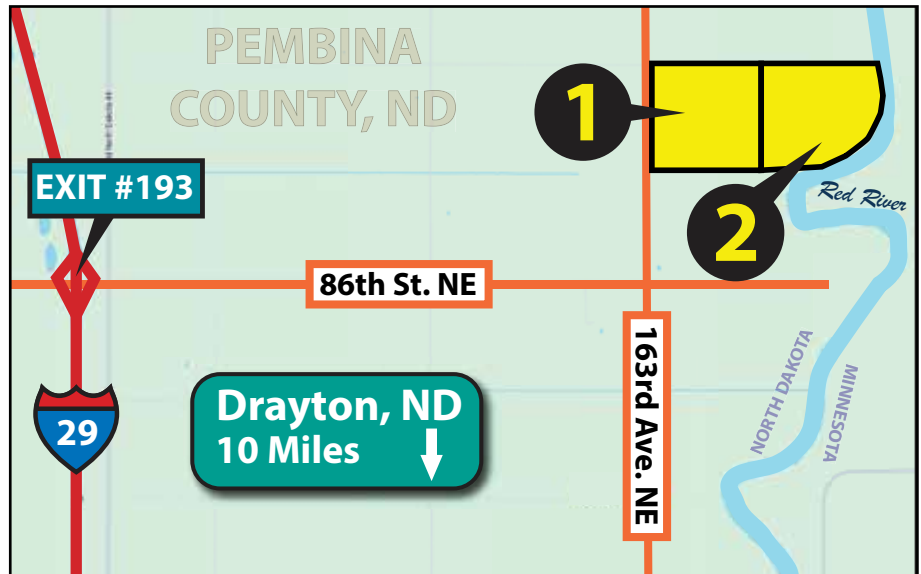 PEMBINA
COUNTY, ND
1
EXIT #193
2
Red River
86th St. NE
163rd Ave. NE
NORTH DAKOTA
MINNESOTA
Drayton, ND
10 Miles
29